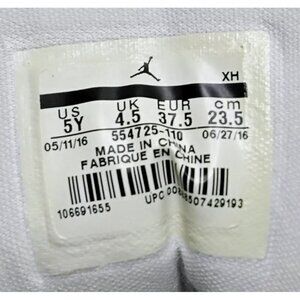 XH
US UK EUR cm
5Y 4.5 37.5 23.5
05/11/16 554725-110 06/27/16
MADE IN CHINA
FABRIQUE EN CHINE
106691655
UPC